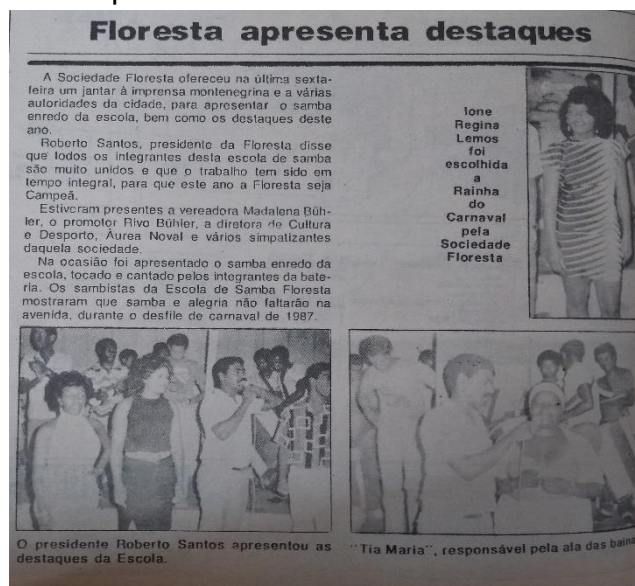 Floresta apresenta destaques
A Sociedade Floresta ofereceu na última sexta-
feira um jantar à imprensa montenegrina e a várias
autoridades da cidade, para apresentar o samba
enredo da escola, bem como os destaques deste
ano.
Roberto Santos, presidente da Floresta disse
que todos os integrantes desta escola de samba
são muito unidos e que o trabalho tem sido em
tempo integral, para que este ano a Floresta seja
Campeã.
Estiveram presentes a vereadora Madalena Büh-
ler, o promotor Rivo Bühler, a diretora de Cultura
e Desporto, Áurea Noval e vários simpatizantes
daquela sociedade.
Na ocasião foi apresentado o samba enredo da
escola, tocado e cantado pelos integrantes da bate-
ria. Os sambistas da Escola de Samba Floresta
mostraram que samba e alegria não faltarão na
avenida, durante o desfile de carnaval de 1987.
Ione
Regina
Lemos
foi
escolhida
a
Rainha
do
Carnaval
pela
Sociedade
Floresta
O presidente Roberto Santos apresentou as
destaques da Escola.
"Tia Maria", responsável pela ala das baina